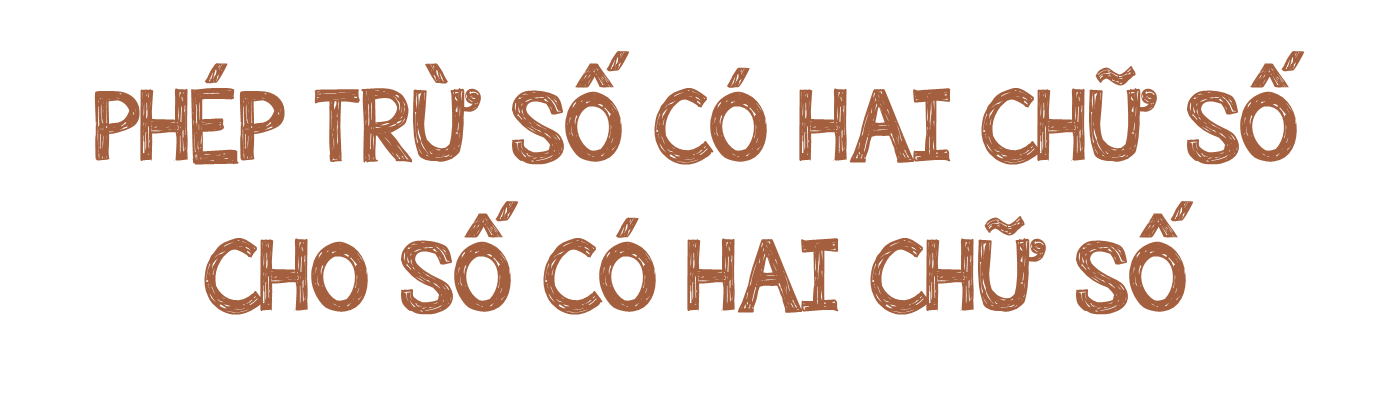 PHÉP TRỪ SỐ CÓ HAI CHỮ SỐ
CHO SỐ CÓ HAI CHỮ SỐ